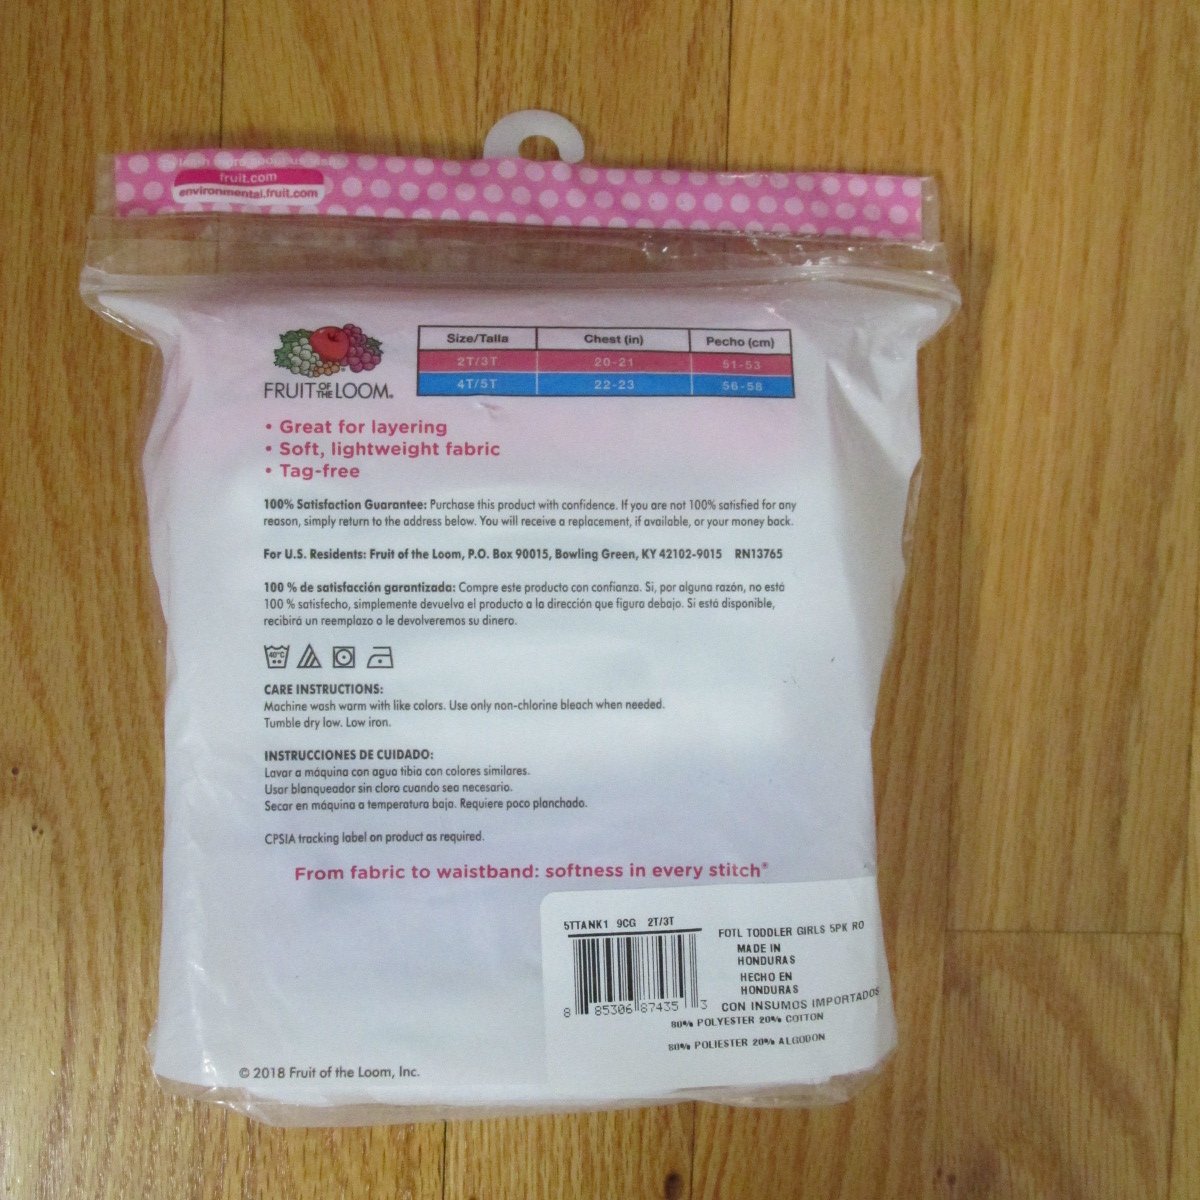 Learn more about us visit:
fruit.com
environmental.fruit.com
FRUIT OF THE LOOM®
Size/Talla Chest (in) Pecho (cm)
2T/3T 20-21 51-53
4T/5T 22-23 56-58
• Great for layering
• Soft, lightweight fabric
• Tag-free
100% Satisfaction Guarantee: Purchase this product with confidence. If you are not 100% satisfied for any
reason, simply return to the address below. You will receive a replacement, if available, or your money back.
For U.S. Residents: Fruit of the Loom, P.O. Box 90015, Bowling Green, KY 42102-9015 RN13765
100 % de satisfacción garantizada: Compre este producto con confianza. Si, por alguna razón, no está
100 % satisfecho, simplemente devuelva el producto a la dirección que figura debajo. Si está disponible,
recibirá un reemplazo o le devolveremos su dinero.
40°C
CARE INSTRUCTIONS:
Machine wash warm with like colors. Use only non-chlorine bleach when needed.
Tumble dry low. Low iron.
INSTRUCCIONES DE CUIDADO:
Lavar a máquina con agua tibia con colores similares.
Usar blanqueador sin cloro cuando sea necesario.
Secar en máquina a temperatura baja. Requiere poco planchado.
CPSIA tracking label on product as required.
From fabric to waistband: softness in every stitch®
5TTANK1 9CG 2T/3T
FOTL TODDLER GIRLS 5PK RO
MADE IN
HONDURAS
HECHO EN
HONDURAS
CON INSUMOS IMPORTADOS
8 85306 87435 3
80% POLYESTER 20% COTTON
80% POLIESTER 20% ALGODON
© 2018 Fruit of the Loom, Inc.